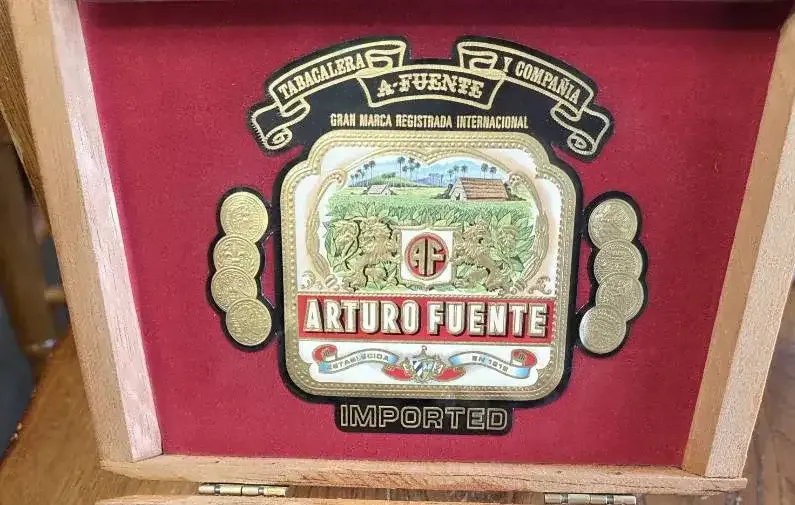 TABACALERA A. FUENTE Y COMPAÑIA
GRAN MARCA REGISTRADA INTERNACIONAL
AF
ARTURO FUENTE
ESTABLECIDA EN 1912
IMPORTED